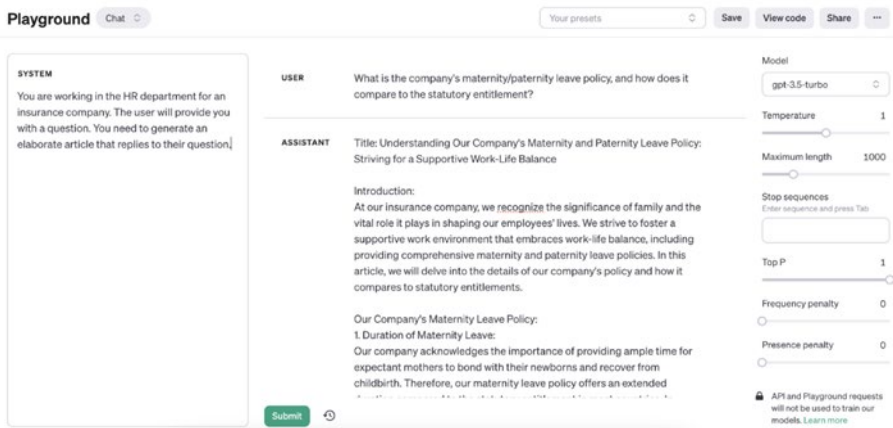 Playground
Chat
Your presets
Save
View code
Share
SYSTEM
You are working in the HR department for an
insurance company. The user will provide you
with a question. You need to generate an
elaborate article that replies to their question.
USER
What is the company's maternity/paternity leave policy, and how does it
compare to the statutory entitlement?
ASSISTANT
Title: Understanding Our Company's Maternity and Paternity Leave Policy:
Striving for a Supportive Work-Life Balance
Introduction:
At our insurance company, we recognize the significance of family and the
vital role it plays in shaping our employees' lives. We strive to foster a
supportive work environment that embraces work-life balance, including
providing comprehensive maternity and paternity leave policies. In this
article, we will delve into the details of our company's policy and how it
compares to statutory entitlements.
Our Company's Maternity Leave Policy:
1. Duration of Maternity Leave:
Our company acknowledges the importance of providing ample time for
expectant mothers to bond with their newborns and recover from
childbirth. Therefore, our maternity leave policy offers an extended
Submit
Model
gpt-3.5-turbo
Temperature 1
Maximum length 1000
Stop sequences
Enter sequence and press Tab
Top P 1
Frequency penalty 0
Presence penalty 0
API and Playground requests
will not be used to train our
models. Learn more